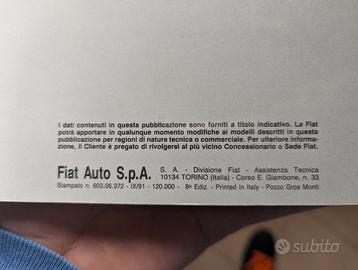 I dati contenuti in questa pubblicazione sono forniti a titolo indicativo. La Fiat
potrà apportare in qualunque momento modifiche ai modelli descritti in questa
pubblicazione per ragioni di natura tecnica o commerciale. Per ulteriore informa-
zione, il Cliente è pregato di rivolgersi al più vicino Concessionario o Sede Fiat.
Fiat Auto S.p.A.
S. A. - Divisione Fiat - Assistenza Tecnica
10134 TORINO (Italia) - Corso E. Giambone, n. 33
Stampato n. 603.06.372 - IX/91 - 120.000 - 8ª Ediz. - Printed in Italy - Pozzo Gros Monti
subito